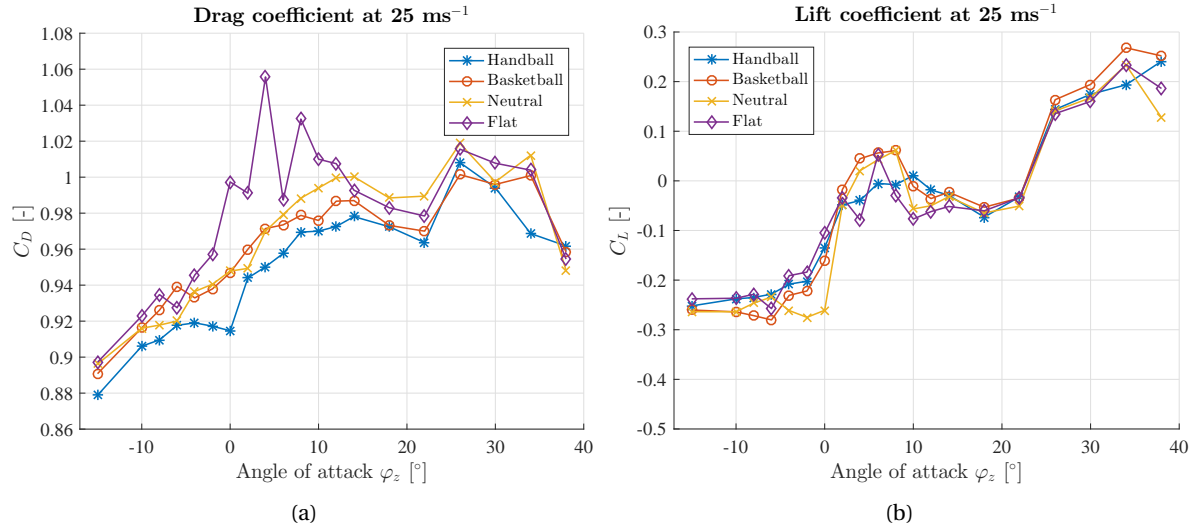 Drag coefficient at 25 ms⁻¹
1.08
1.06
1.04
1.02
1
0.98
0.96
0.94
0.92
0.9
0.88
0.86
C_D [-]
Handball
Basketball
Neutral
Flat
-10 0 10 20 30 40
Angle of attack φ_z [°]
(a)
Lift coefficient at 25 ms⁻¹
0.3
0.2
0.1
0
-0.1
-0.2
-0.3
-0.4
-0.5
C_L [-]
Handball
Basketball
Neutral
Flat
-10 0 10 20 30 40
Angle of attack φ_z [°]
(b)